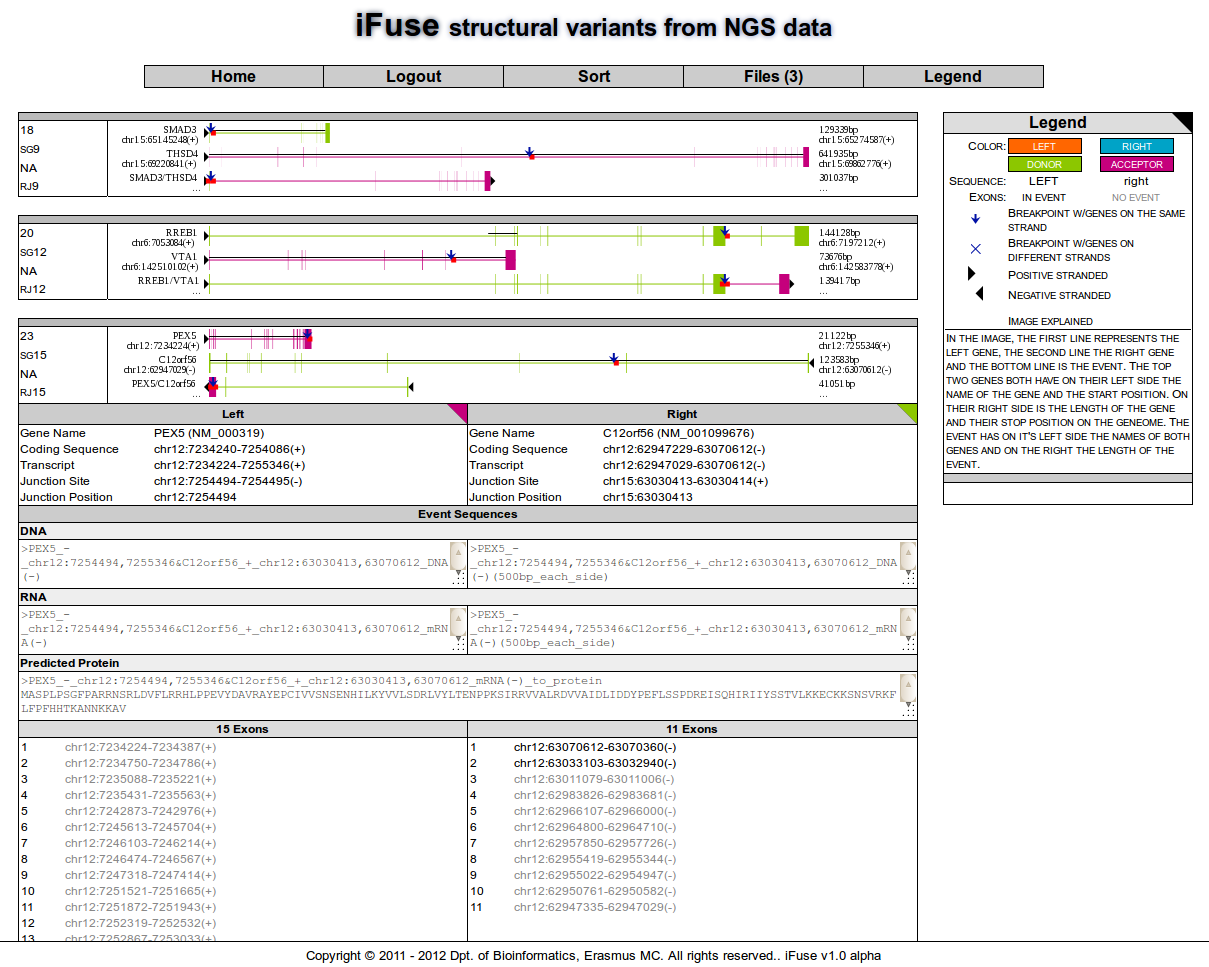 iFuse structural variants from NGS data
Home Logout Sort Files (3) Legend
18 SMAD3 129339bp
chr15:65145248(+) chr15:65274587(+)
SG9 THSD4 641935bp
chr15:69220841(+) chr15:69862776(+)
NA SMAD3/THSD4 301037bp
RJ9 ... ...
20 RREB1 144128bp
chr6:7053084(+) chr6:7197212(+)
SG12 VTA1 73676bp
chr6:142510102(+) chr6:142583778(+)
NA RREB1/VTA1 139417bp
RJ12 ... ...
23 PEX5 21122bp
chr12:7234224(+) chr12:7255346(+)
SG15 C12orf56 123583bp
chr12:62947029(-) chr12:63070612(-)
NA PEX5/C12orf56 41051bp
RJ15 ... ...
Left Right
Gene Name PEX5 (NM_000319) Gene Name C12orf56 (NM_001099676)
Coding Sequence chr12:7234240-7254086(+) Coding Sequence chr12:62947229-63070612(-)
Transcript chr12:7234224-7255346(+) Transcript chr12:62947029-63070612(-)
Junction Site chr12:7254494-7254495(-) Junction Site chr15:63030413-63030414(+)
Junction Position chr12:7254494 Junction Position chr15:63030413
Event Sequences
DNA
>PEX5_- >PEX5_-
_chr12:7254494,7255346&C12orf56_+_chr12:63030413,63070612_DNA _chr12:7254494,7255346&C12orf56_+_chr12:63030413,63070612_DNA
(-) (-)(500bp_each_side)
RNA
>PEX5_- >PEX5_-
_chr12:7254494,7255346&C12orf56_+_chr12:63030413,63070612_mRN _chr12:7254494,7255346&C12orf56_+_chr12:63030413,63070612_mRN
A(-) A(-)(500bp_each_side)
Predicted Protein
>PEX5_-_chr12:7254494,7255346&C12orf56_+_chr12:63030413,63070612_mRNA(-)_to_protein
MASPLPSGFPARRNSRLDVFLRRHLPPEVYDAVRAYEPCIVVSNSENHILKYVVLSDRLVYLTENPPKSIRRVVALRDVVAIDLIDDYPEFLSSPDREISQHIRIIYSSTVLKKECKKSNSVRKF
LFPFHHTKANNKKAV
15 Exons 11 Exons
1 chr12:7234224-7234387(+) 1 chr12:63070612-63070360(-)
2 chr12:7234750-7234786(+) 2 chr12:63033103-63032940(-)
3 chr12:7235088-7235221(+) 3 chr12:63011079-63011006(-)
4 chr12:7235431-7235563(+) 4 chr12:62983826-62983681(-)
5 chr12:7242873-7242976(+) 5 chr12:62966107-62966000(-)
6 chr12:7245613-7245704(+) 6 chr12:62964800-62964710(-)
7 chr12:7246103-7246214(+) 7 chr12:62957850-62957726(-)
8 chr12:7246474-7246567(+) 8 chr12:62955419-62955344(-)
9 chr12:7247318-7247414(+) 9 chr12:62955022-62954947(-)
10 chr12:7251521-7251665(+) 10 chr12:62950761-62950582(-)
11 chr12:7251872-7251943(+) 11 chr12:62947335-62947029(-)
12 chr12:7252319-7252532(+)
13 chr12:7252867-7253033(+)
Legend
COLOR: LEFT RIGHT
DONOR ACCEPTOR
SEQUENCE: LEFT right
EXONS: IN EVENT NO EVENT
BREAKPOINT W/GENES ON THE SAME
STRAND
BREAKPOINT W/GENES ON
DIFFERENT STRANDS
POSITIVE STRANDED
NEGATIVE STRANDED
IMAGE EXPLAINED
IN THE IMAGE, THE FIRST LINE REPRESENTS THE
LEFT GENE, THE SECOND LINE THE RIGHT GENE
AND THE BOTTOM LINE IS THE EVENT. THE TOP
TWO GENES BOTH HAVE ON THEIR LEFT SIDE THE
NAME OF THE GENE AND THE START POSITION. ON
THEIR RIGHT SIDE IS THE LENGTH OF THE GENE
AND THEIR STOP POSITION ON THE GENEOME. THE
EVENT HAS ON IT'S LEFT SIDE THE NAMES OF BOTH
GENES AND ON THE RIGHT THE LENGTH OF THE
EVENT.
Copyright © 2011 - 2012 Dpt. of Bioinformatics, Erasmus MC. All rights reserved.. iFuse v1.0 alpha